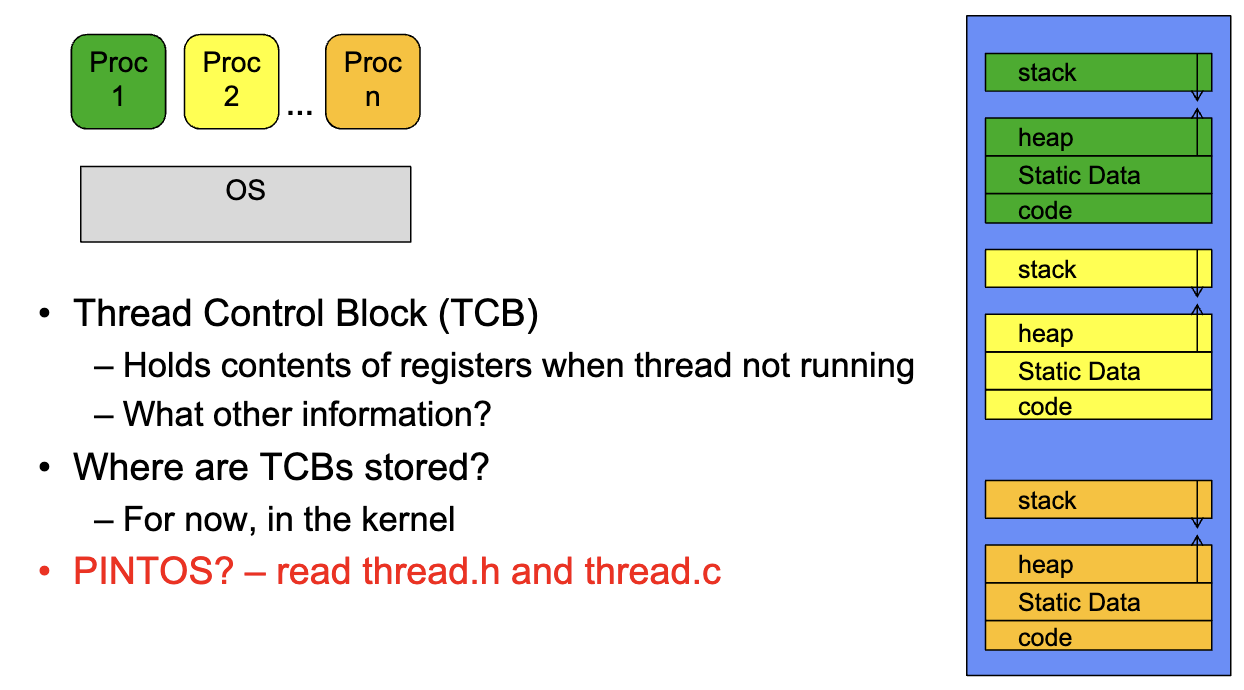 Proc
1
Proc
2
...
Proc
n
OS
• Thread Control Block (TCB)
– Holds contents of registers when thread not running
– What other information?
• Where are TCBs stored?
– For now, in the kernel
• PINTOS? – read thread.h and thread.c
stack
heap
Static Data
code
stack
heap
Static Data
code
stack
heap
Static Data
code